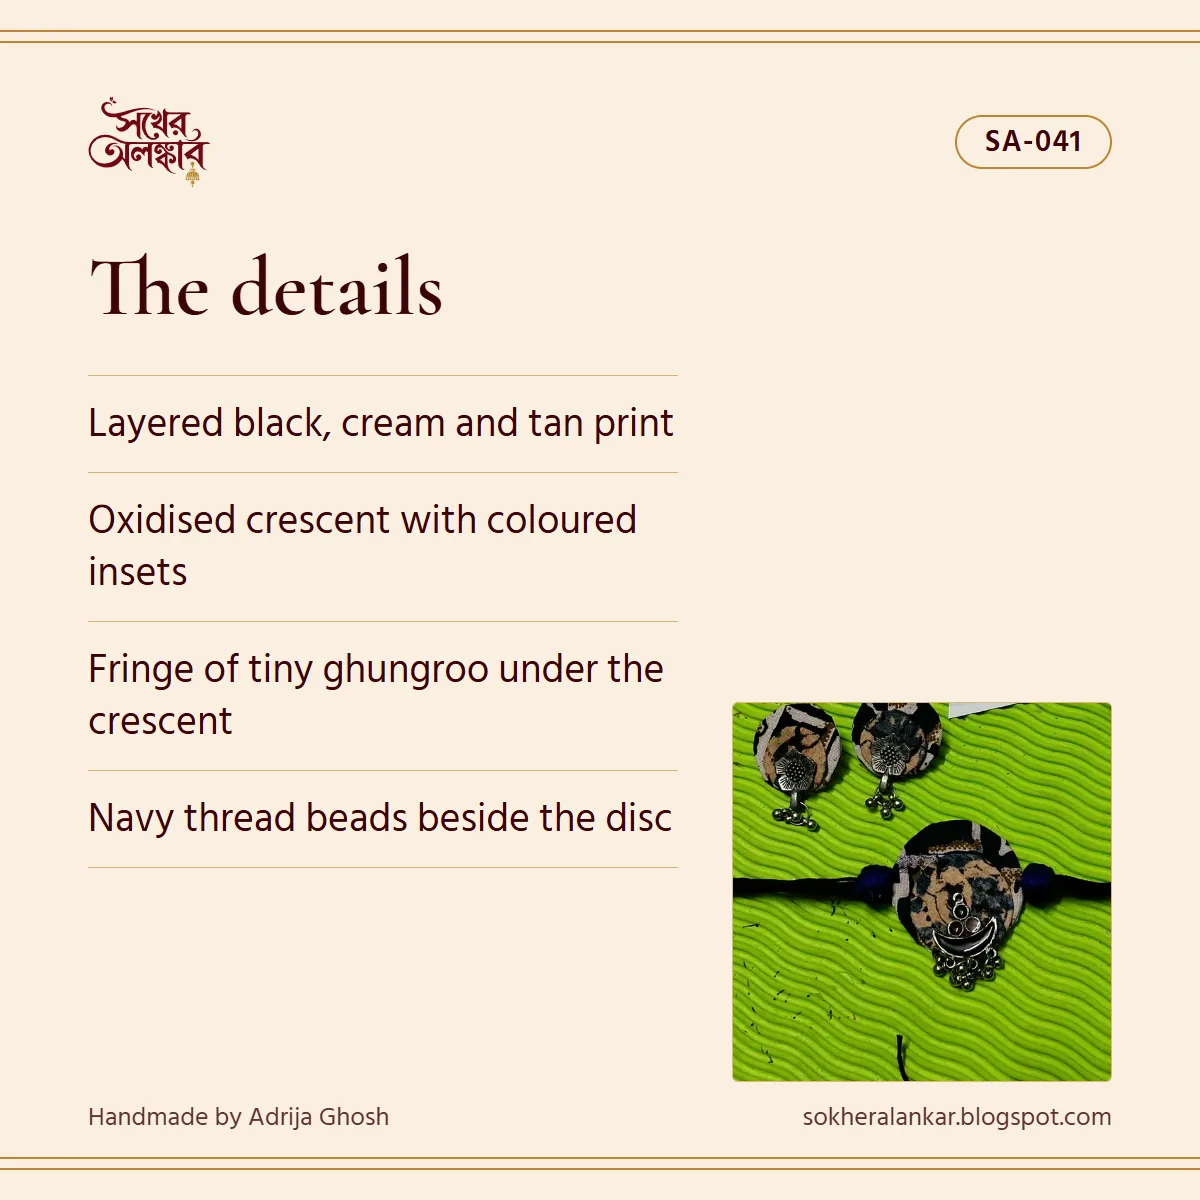 সখের
অলঙ্কার
SA-041
The details
Layered black, cream and tan print
Oxidised crescent with coloured
insets
Fringe of tiny ghungroo under the
crescent
Navy thread beads beside the disc
Handmade by Adrija Ghosh
sokheralankar.blogspot.com